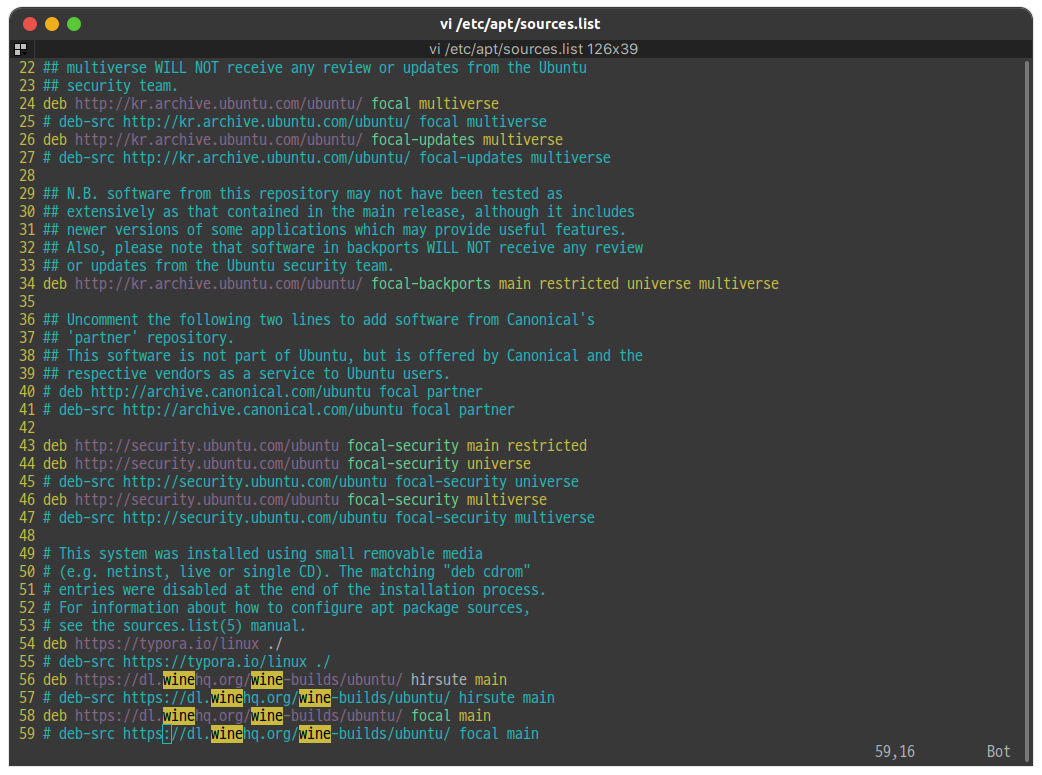 vi /etc/apt/sources.list
vi /etc/apt/sources.list 126x39
22 ## multiverse WILL NOT receive any review or updates from the Ubuntu
23 ## security team.
24 deb http://kr.archive.ubuntu.com/ubuntu/ focal multiverse
25 # deb-src http://kr.archive.ubuntu.com/ubuntu/ focal multiverse
26 deb http://kr.archive.ubuntu.com/ubuntu/ focal-updates multiverse
27 # deb-src http://kr.archive.ubuntu.com/ubuntu/ focal-updates multiverse
28
29 ## N.B. software from this repository may not have been tested as
30 ## extensively as that contained in the main release, although it includes
31 ## newer versions of some applications which may provide useful features.
32 ## Also, please note that software in backports WILL NOT receive any review
33 ## or updates from the Ubuntu security team.
34 deb http://kr.archive.ubuntu.com/ubuntu/ focal-backports main restricted universe multiverse
35
36 ## Uncomment the following two lines to add software from Canonical's
37 ## 'partner' repository.
38 ## This software is not part of Ubuntu, but is offered by Canonical and the
39 ## respective vendors as a service to Ubuntu users.
40 # deb http://archive.canonical.com/ubuntu focal partner
41 # deb-src http://archive.canonical.com/ubuntu focal partner
42
43 deb http://security.ubuntu.com/ubuntu focal-security main restricted
44 deb http://security.ubuntu.com/ubuntu focal-security universe
45 # deb-src http://security.ubuntu.com/ubuntu focal-security universe
46 deb http://security.ubuntu.com/ubuntu focal-security multiverse
47 # deb-src http://security.ubuntu.com/ubuntu focal-security multiverse
48
49 # This system was installed using small removable media
50 # (e.g. netinst, live or single CD). The matching "deb cdrom"
51 # entries were disabled at the end of the installation process.
52 # For information about how to configure apt package sources,
53 # see the sources.list(5) manual.
54 deb https://typora.io/linux ./
55 # deb-src https://typora.io/linux ./
56 deb https://dl.winehq.org/wine-builds/ubuntu/ hirsute main
57 # deb-src https://dl.winehq.org/wine-builds/ubuntu/ hirsute main
58 deb https://dl.winehq.org/wine-builds/ubuntu/ focal main
59 # deb-src https://dl.winehq.org/wine-builds/ubuntu/ focal main
59,16 Bot